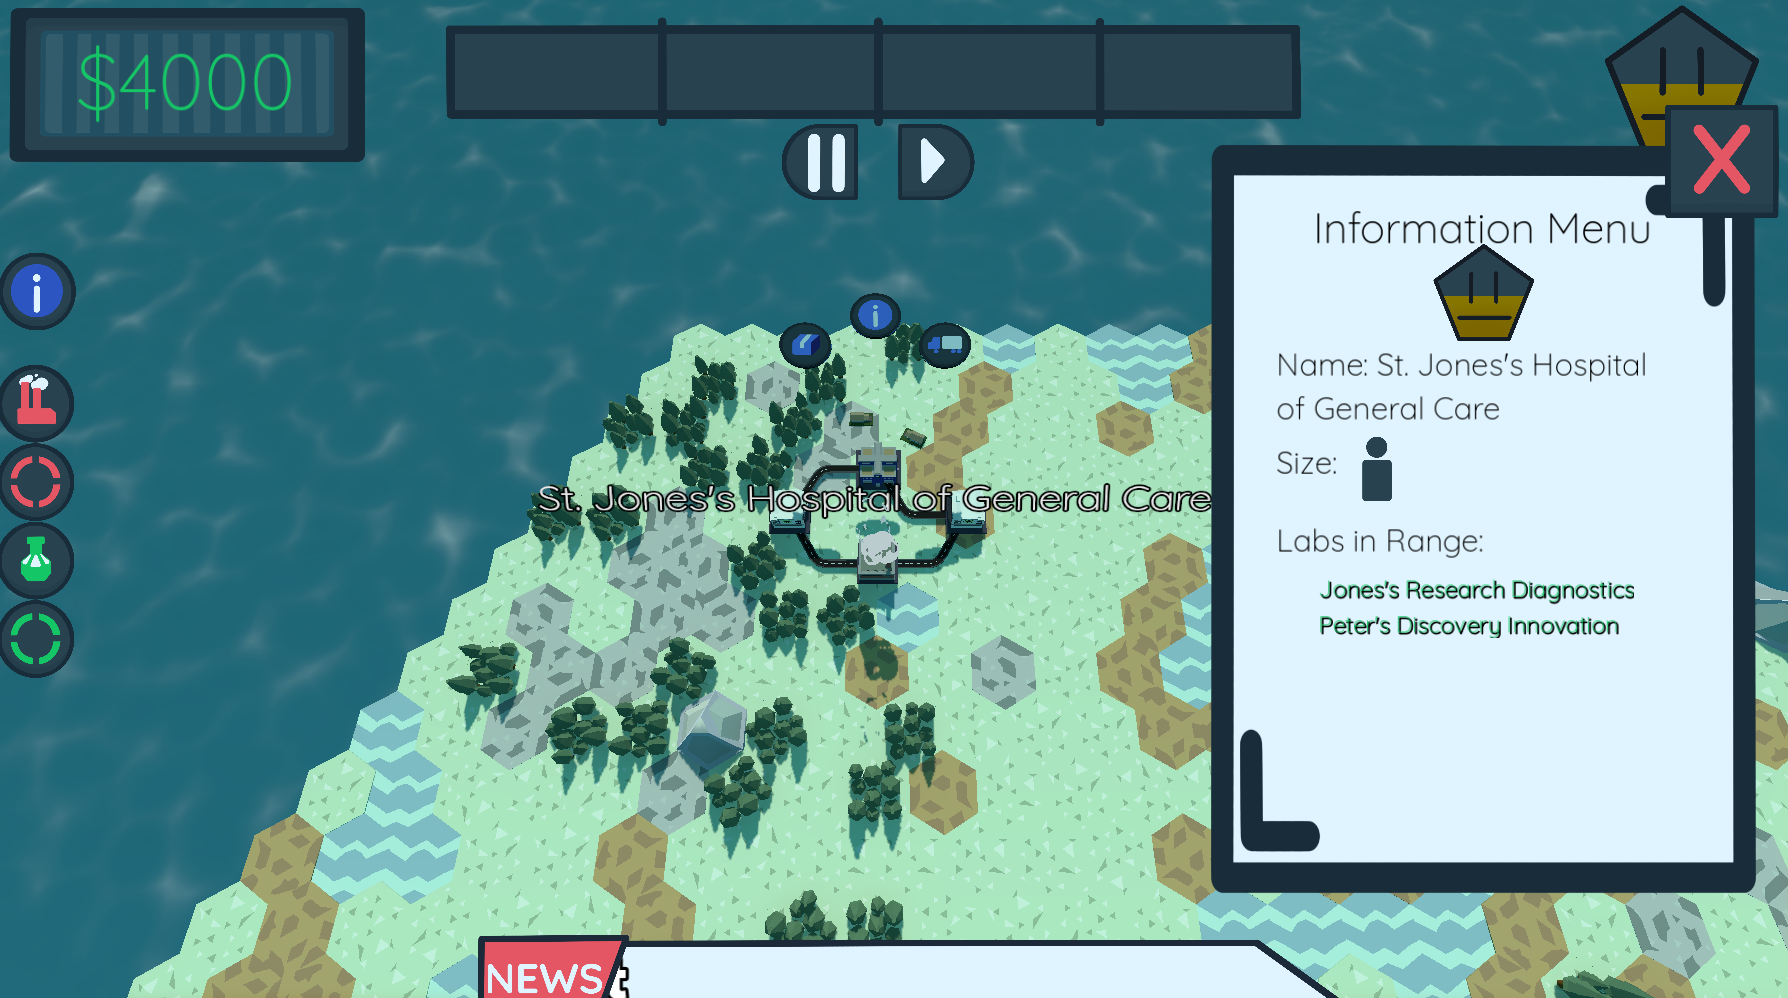 $4000
Information Menu
Name: St. Jones's Hospital
of General Care
Size:
St. Jones's Hospital of General Care
Labs in Range:
Jones's Research Diagnostics
Peter's Discovery Innovation
NEWS